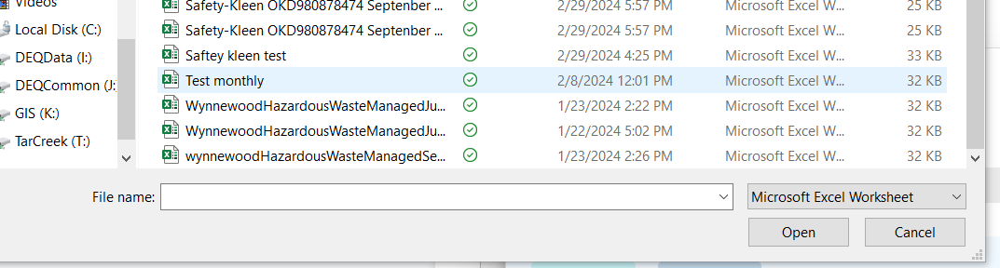 Videos
Local Disk (C:)
DEQData (I:)
DEQCommon (J:
GIS (K:)
TarCreek (T:)
Safety-Kleen OKD980878474 Septenber ... 2/29/2024 5:57 PM Microsoft Excel W... 25 KB
Safety-Kleen OKD980878474 Septenber ... 2/29/2024 5:57 PM Microsoft Excel W... 25 KB
Saftey kleen test 2/29/2024 4:25 PM Microsoft Excel W... 33 KB
Test monthly 2/8/2024 12:01 PM Microsoft Excel W... 32 KB
WynnewoodHazardousWasteManagedJu... 1/23/2024 2:22 PM Microsoft Excel W... 32 KB
WynnewoodHazardousWasteManagedJu... 1/22/2024 5:02 PM Microsoft Excel W... 32 KB
wynnewoodHazardousWasteManagedSe... 1/23/2024 2:26 PM Microsoft Excel W... 32 KB
File name: Microsoft Excel Worksheet
Open Cancel